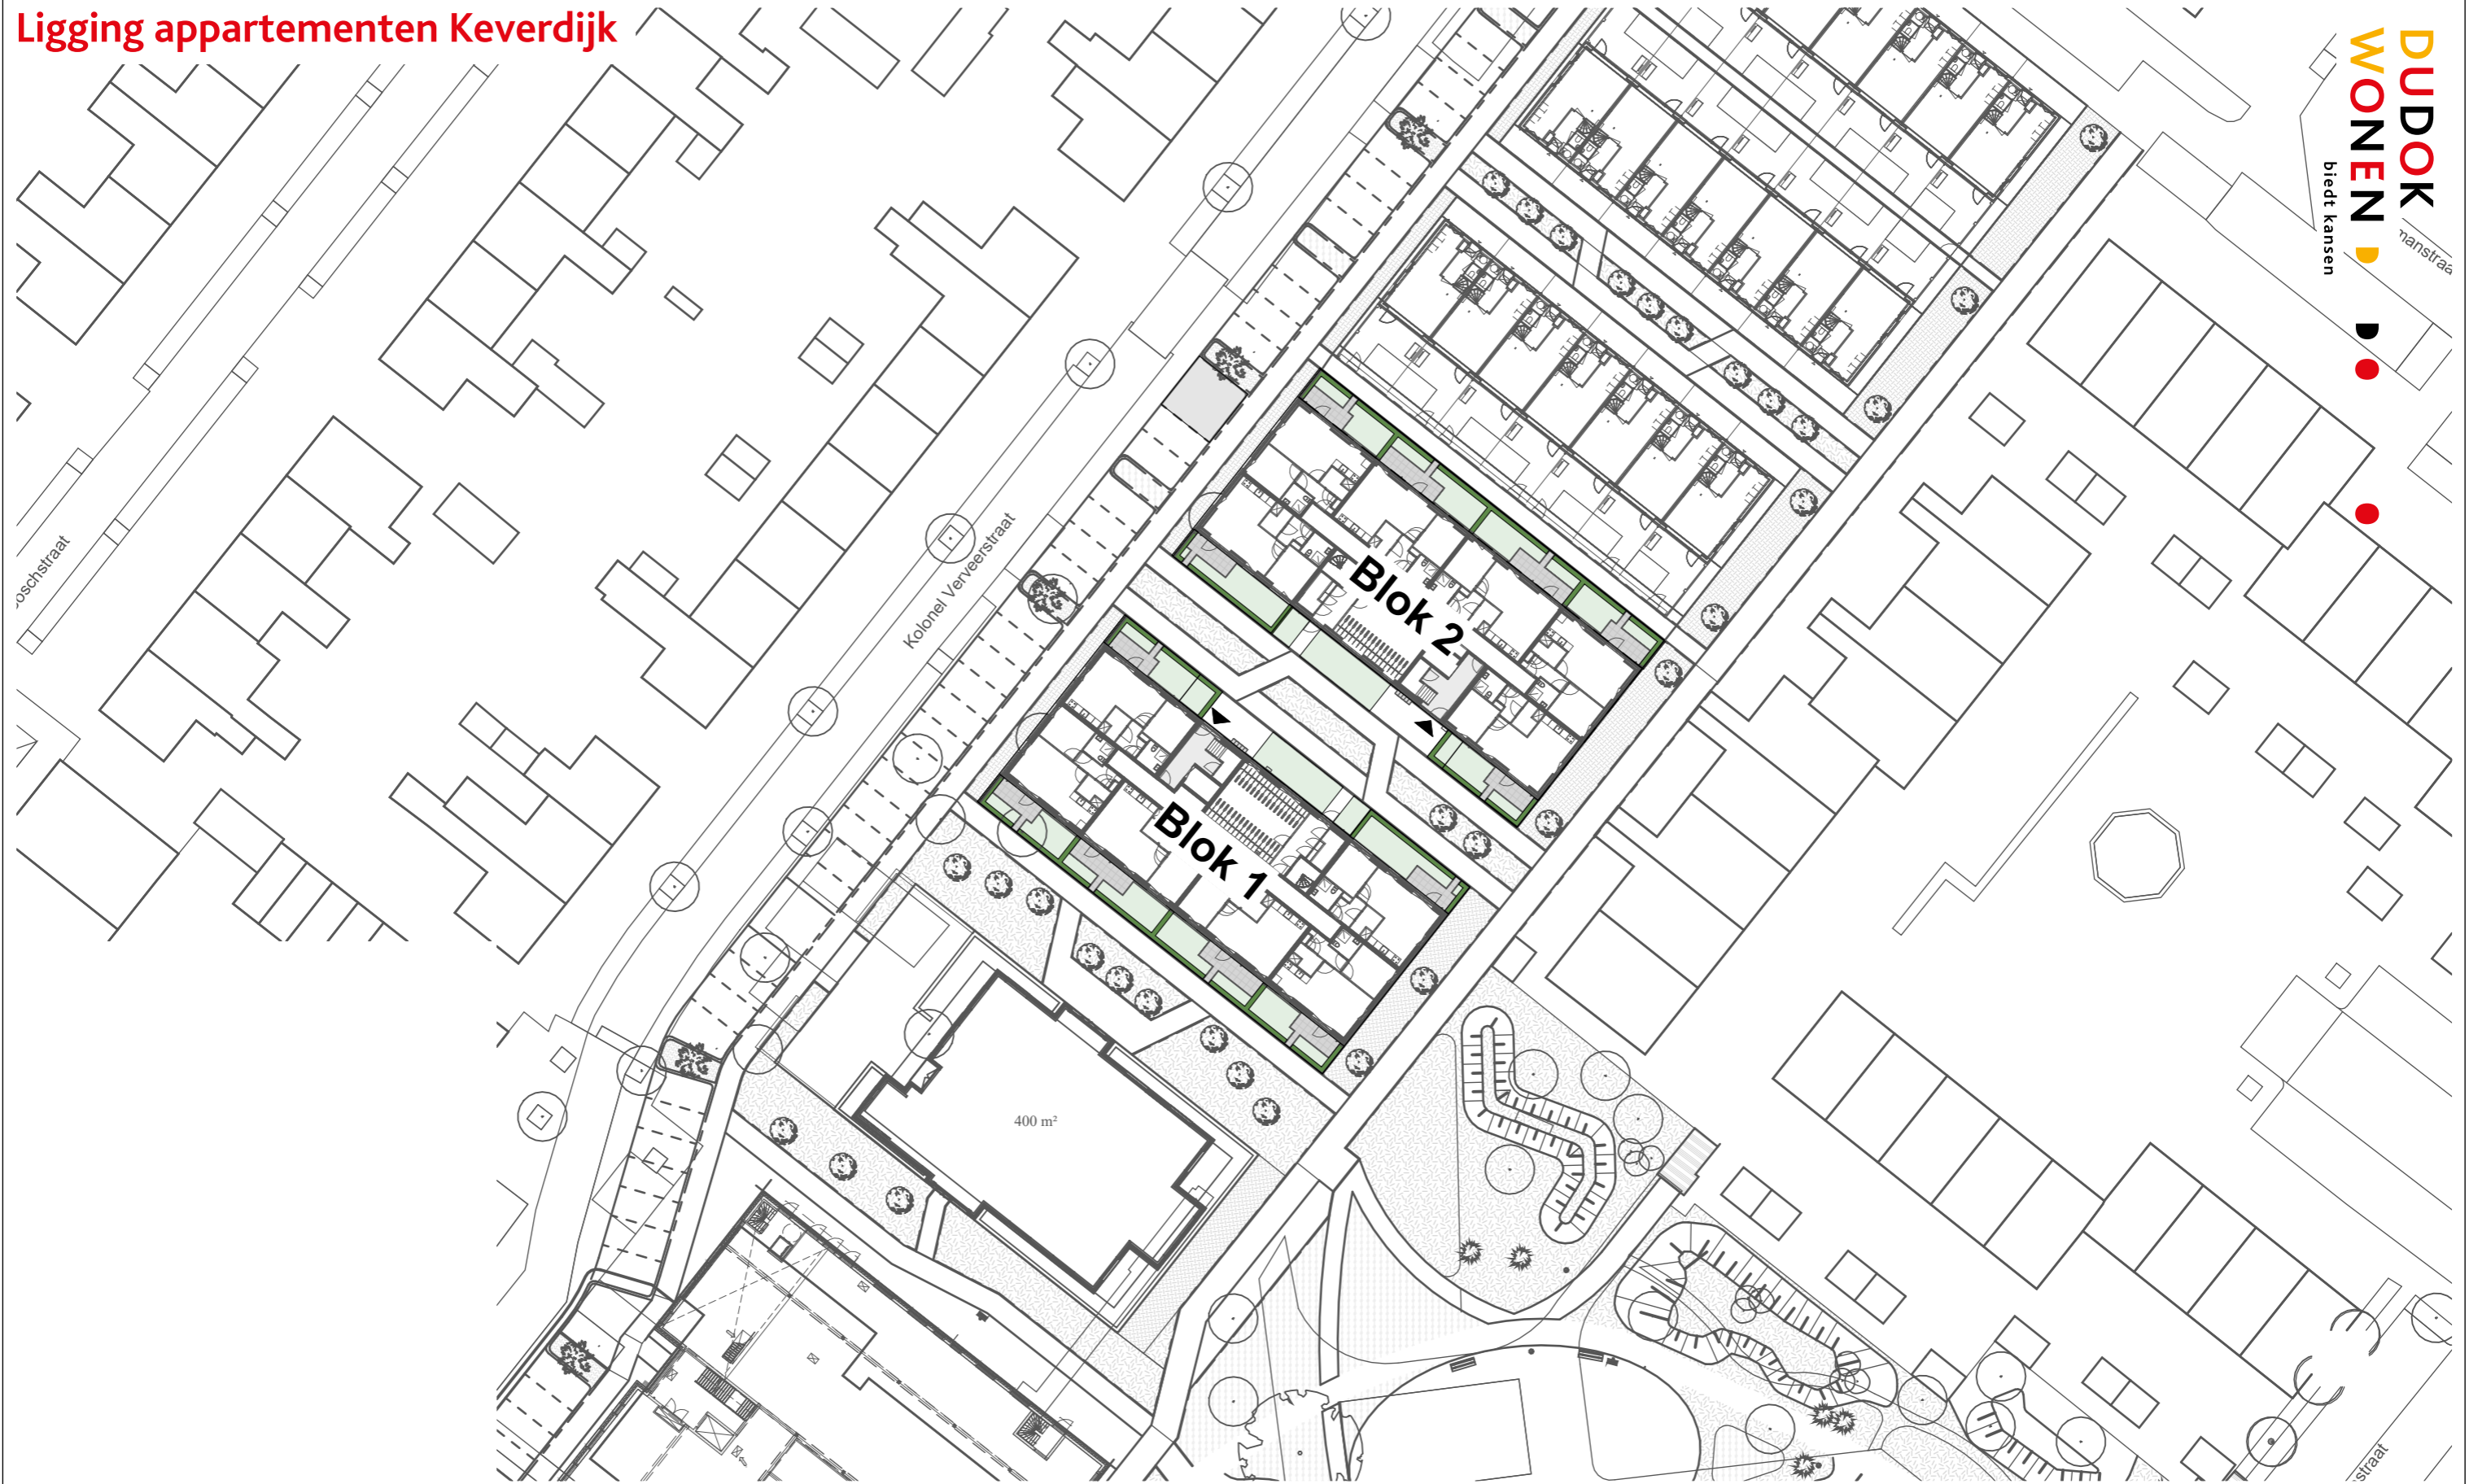 Ligging appartementen Keverdijk
DUDOK
WONEN
biedt kansen
manstraa
oschstraat
Kolonel Verveerstraat
Blok 2
Blok 1
400 m²
straat